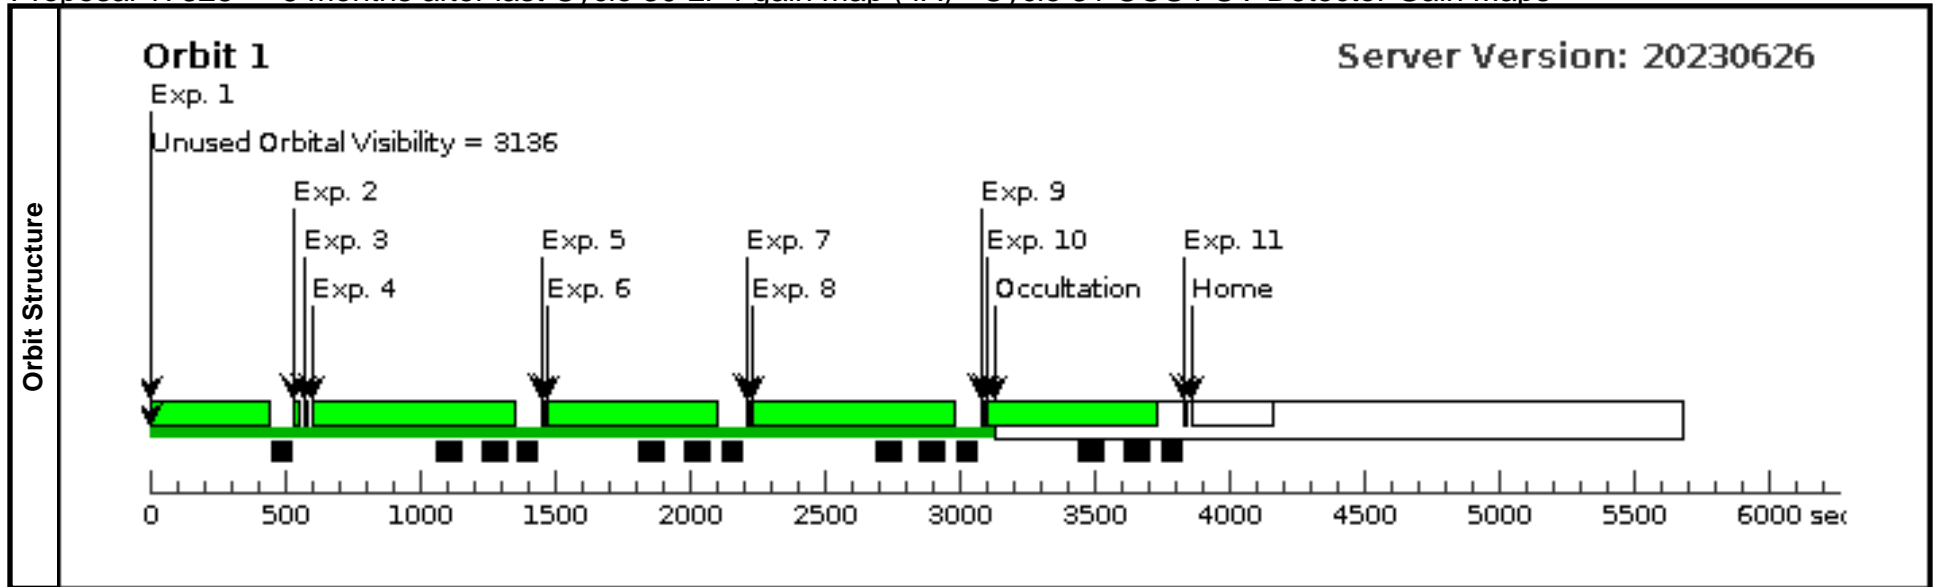 Orbit Structure
Orbit 1
Server Version: 20230626
Exp. 1
Unused Orbital Visibility = 3136
Exp. 2
Exp. 9
Exp. 3
Exp. 5
Exp. 7
Exp. 10
Exp. 11
Exp. 4
Exp. 6
Exp. 8
Occultation
Home
0 500 1000 1500 2000 2500 3000 3500 4000 4500 5000 5500 6000 sec